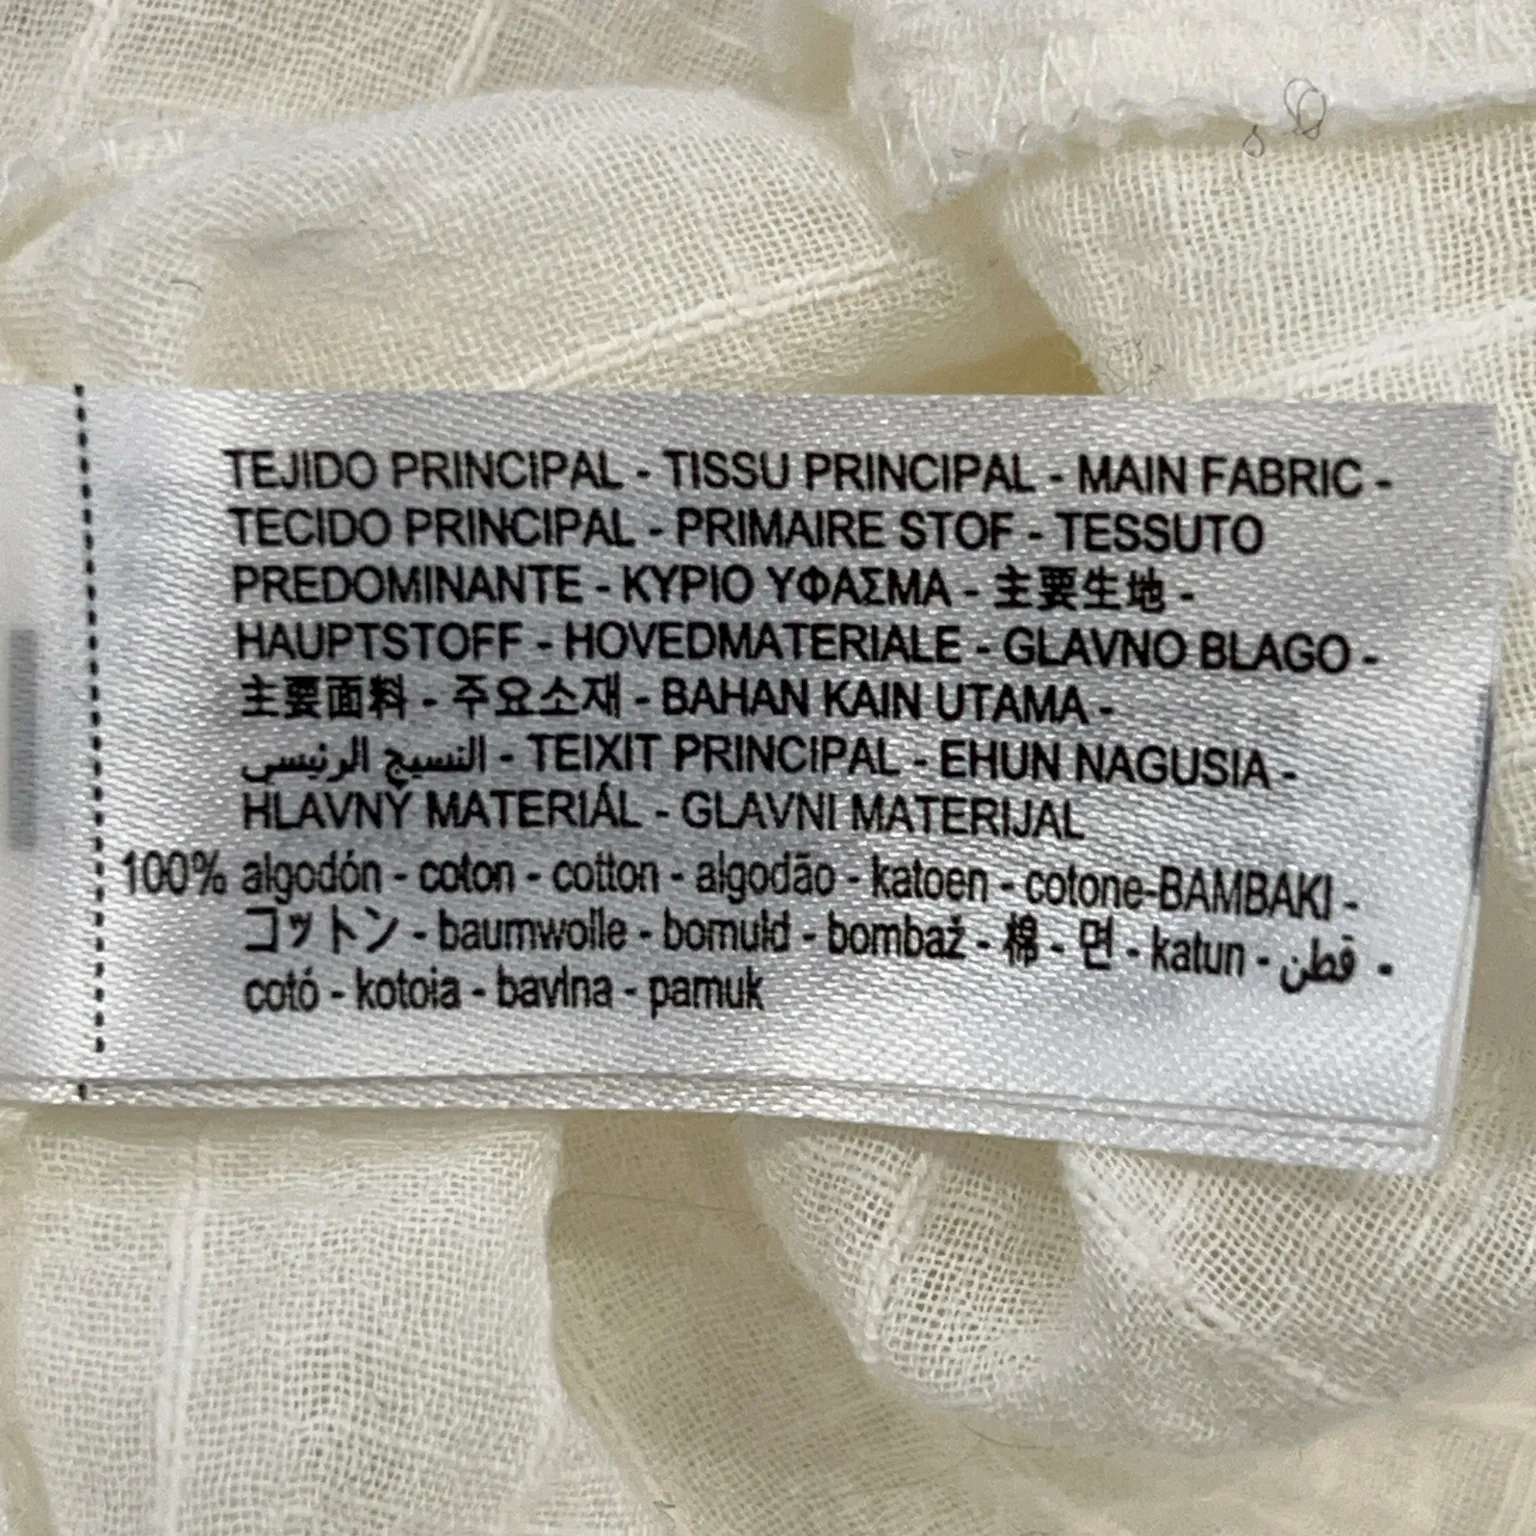 TEJIDO PRINCIPAL - TISSU PRINCIPAL - MAIN FABRIC -
TECIDO PRINCIPAL - PRIMAIRE STOF - TESSUTO
PREDOMINANTE - ΚΥΡΙΟ ΥΦΑΣΜΑ - 主要生地 -
HAUPTSTOFF - HOVEDMATERIALE - GLAVNO BLAGO -
主要面料 - 주요소재 - BAHAN KAIN UTAMA -
النسيج الرئيسي - TEIXIT PRINCIPAL - EHUN NAGUSIA -
HLAVNÝ MATERIÁL - GLAVNI MATERIJAL
100% algodón - coton - cotton - algodão - katoen - cotone-BAMBAKI -
コットン - baumwolle - bomuld - bombaž - 棉 - 면 - katun - قطن -
cotó - kotoia - bavlna - pamuk